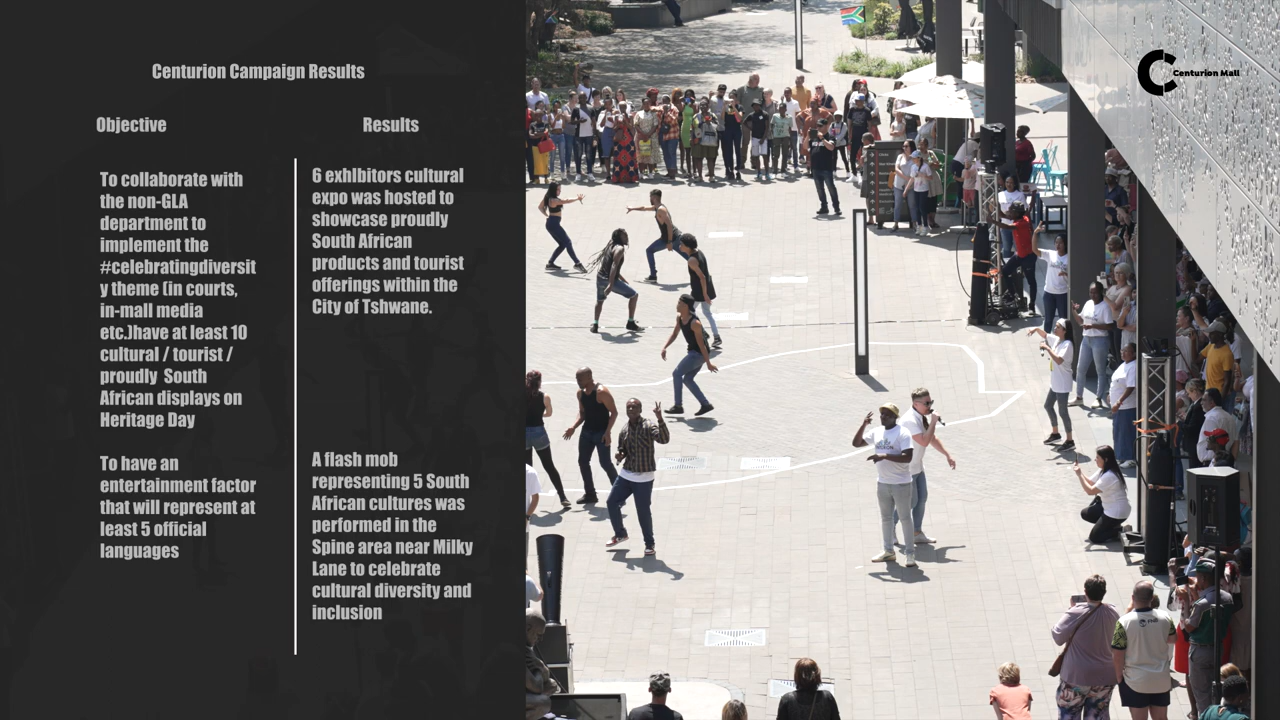 Centurion Campaign Results
Objective
Results
To collaborate with
the non-GLA
department to
implement the
#celebratingdiversit
y theme (in courts,
in-mall media
etc.)have at least 10
cultural / tourist /
proudly South
African displays on
Heritage Day
6 exhIbitors cultural
expo was hosted to
showcase proudly
South African
products and tourist
offerings within the
City of Tshwane.
To have an
entertainment factor
that will represent at
least 5 official
languages
A flash mob
representing 5 South
African cultures was
performed in the
Spine area near Milky
Lane to celebrate
cultural diversity and
inclusion
Centurion Mall